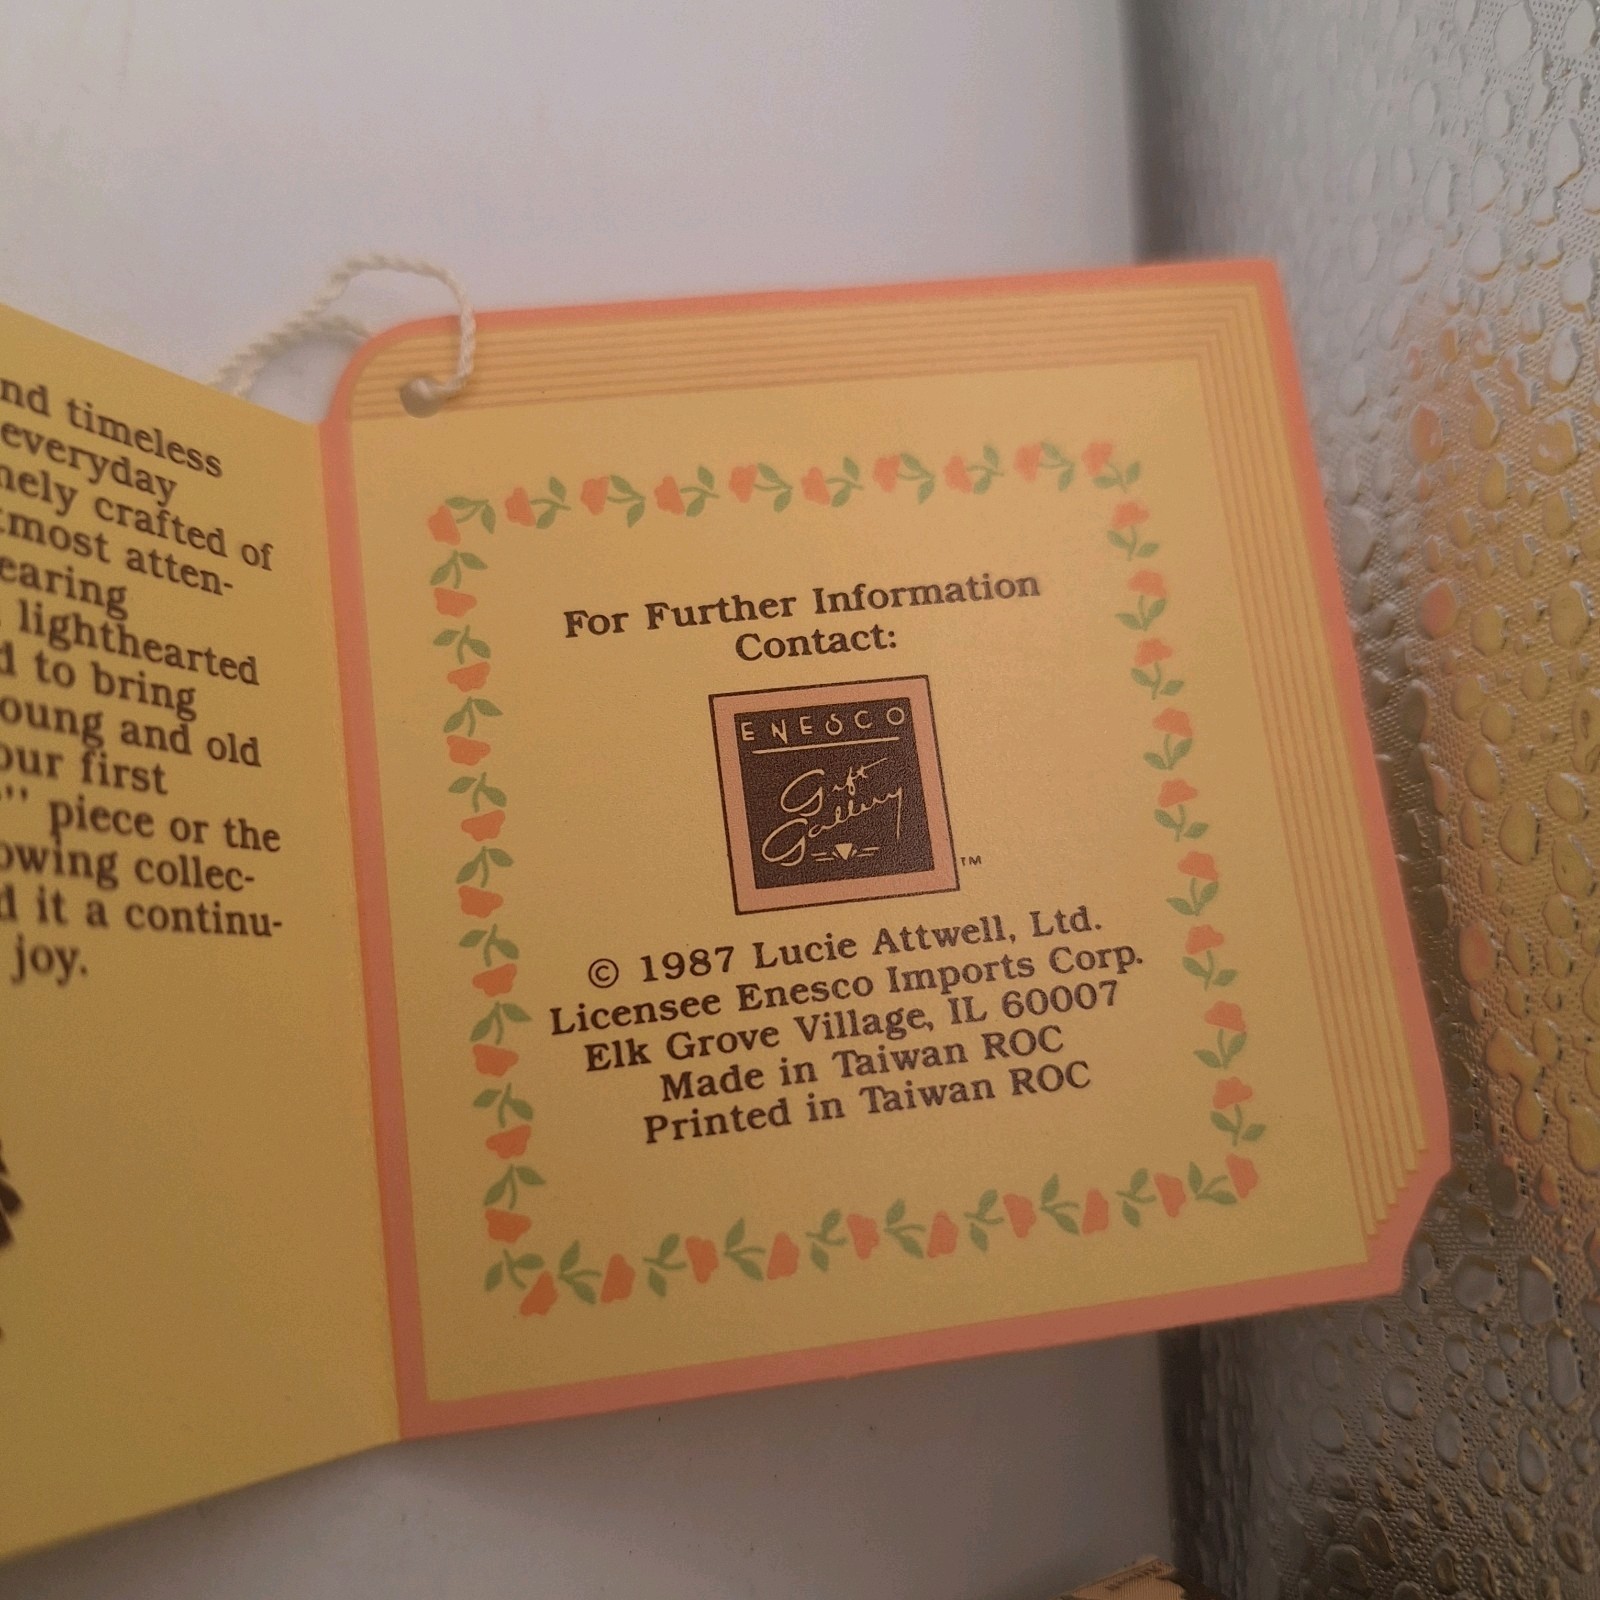 nd timeless
everyday
nely crafted of
tmost atten-
earing
lighthearted
d to bring
oung and old
our first
" piece or the
owing collec-
d it a continu-
joy.
For Further Information
Contact:
ENESCO
Gift
Gallery
TM
© 1987 Lucie Attwell, Ltd.
Licensee Enesco Imports Corp.
Elk Grove Village, IL 60007
Made in Taiwan ROC
Printed in Taiwan ROC